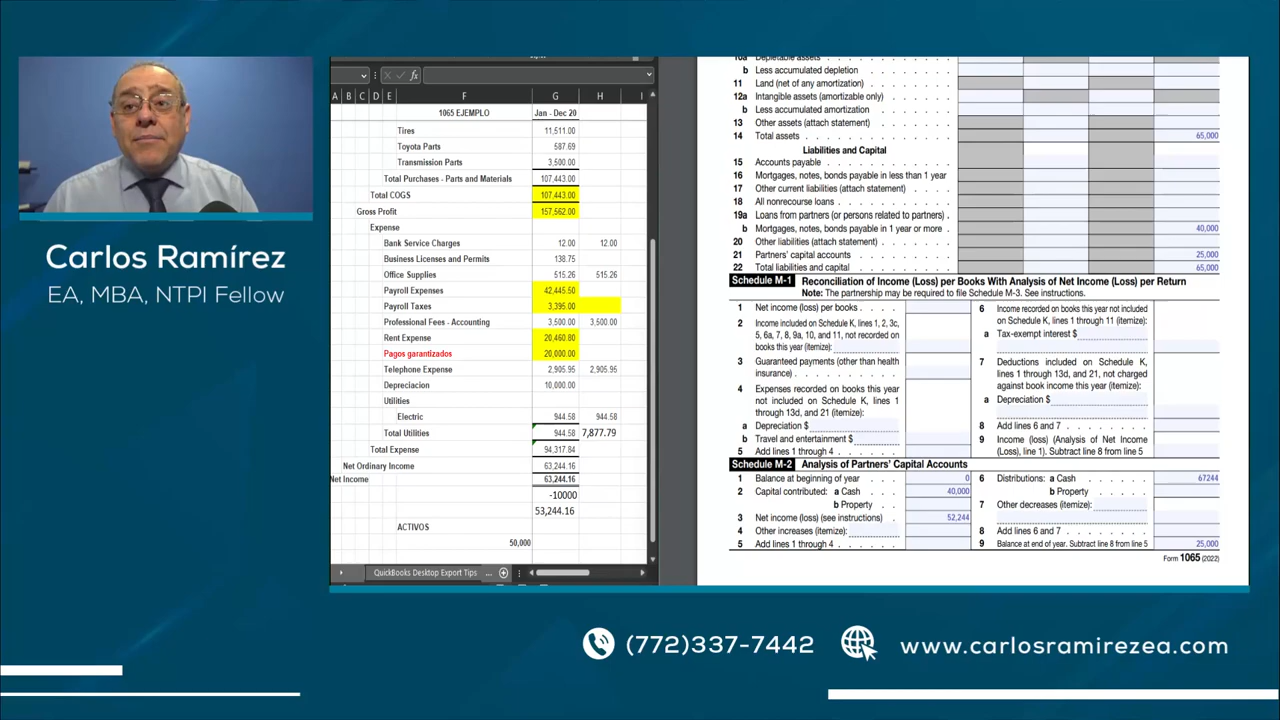 Carlos Ramírez
EA, MBA, NTPI Fellow
A B C D E F G H I
1065 EJEMPLO Jan - Dec 20
Tires 11,511.00
Toyota Parts 587.69
Transmission Parts 3,500.00
Total Purchases - Parts and Materials 107,443.00
Total COGS 107,443.00
Gross Profit 157,562.00
Expense
Bank Service Charges 12.00 12.00
Business Licenses and Permits 138.75
Office Supplies 515.26 515.26
Payroll Expenses 42,445.50
Payroll Taxes 3,395.00
Professional Fees - Accounting 3,500.00 3,500.00
Rent Expense 20,460.80
Pagos garantizados 20,000.00
Telephone Expense 2,905.95 2,905.95
Depreciacion 10,000.00
Utilities
Electric 944.58 944.58
Total Utilities 944.58 7,877.79
Total Expense 94,317.84
Net Ordinary Income 63,244.16
Net Income 63,244.16
-10000
53,244.16
ACTIVOS
50,000
QuickBooks Desktop Export Tips ...
10a Depletable assets
b Less accumulated depletion
11 Land (net of any amortization)
12a Intangible assets (amortizable only)
b Less accumulated amortization
13 Other assets (attach statement)
14 Total assets 65,000
Liabilities and Capital
15 Accounts payable
16 Mortgages, notes, bonds payable in less than 1 year
17 Other current liabilities (attach statement)
18 All nonrecourse loans
19a Loans from partners (or persons related to partners)
b Mortgages, notes, bonds payable in 1 year or more 40,000
20 Other liabilities (attach statement)
21 Partners' capital accounts 25,000
22 Total liabilities and capital 65,000
Schedule M-1 Reconciliation of Income (Loss) per Books With Analysis of Net Income (Loss) per Return
Note: The partnership may be required to file Schedule M-3. See instructions.
1 Net income (loss) per books
2 Income included on Schedule K, lines 1, 2, 3c,
5, 6a, 7, 8, 9a, 10, and 11, not recorded on
books this year (itemize):
3 Guaranteed payments (other than health
insurance)
4 Expenses recorded on books this year
not included on Schedule K, lines 1
through 13d, and 21 (itemize):
a Depreciation $
b Travel and entertainment $
5 Add lines 1 through 4
6 Income recorded on books this year not included
on Schedule K, lines 1 through 11 (itemize):
a Tax-exempt interest $
7 Deductions included on Schedule K,
lines 1 through 13d, and 21, not charged
against book income this year (itemize):
a Depreciation $
8 Add lines 6 and 7
9 Income (loss) (Analysis of Net Income
(Loss), line 1). Subtract line 8 from line 5
Schedule M-2 Analysis of Partners' Capital Accounts
1 Balance at beginning of year 0
2 Capital contributed: a Cash 40,000
b Property
3 Net income (loss) (see instructions) 52,244
4 Other increases (itemize):
5 Add lines 1 through 4
6 Distributions: a Cash 67244
b Property
7 Other decreases (itemize):
8 Add lines 6 and 7
9 Balance at end of year. Subtract line 8 from line 5 25,000
Form 1065 (2022)
(772)337-7442
www.carlosramirezea.com